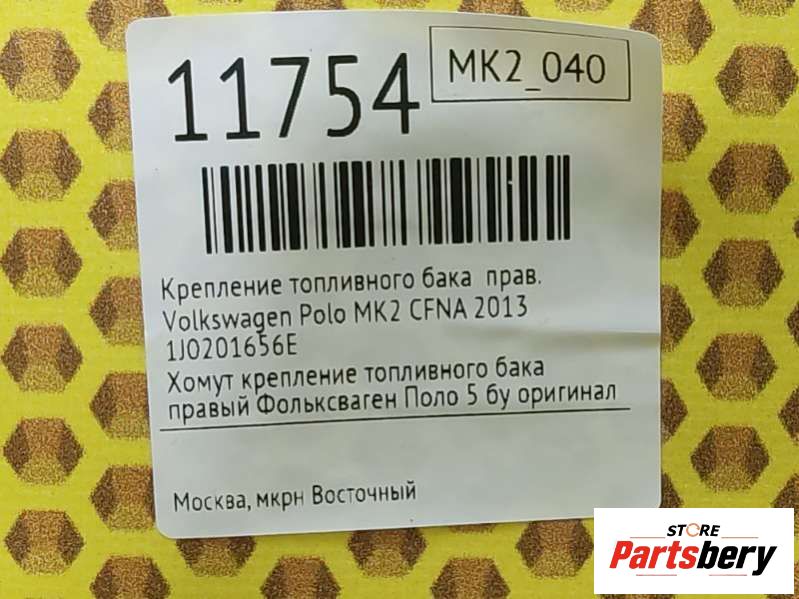 11754
MK2_040
Крепление топливного бака прав.
Volkswagen Polo MK2 CFNA 2013
1J0201656E
Хомут крепление топливного бака
правый Фольксваген Поло 5 бу оригинал
Москва, мкрн Восточный
STORE
Partsbery